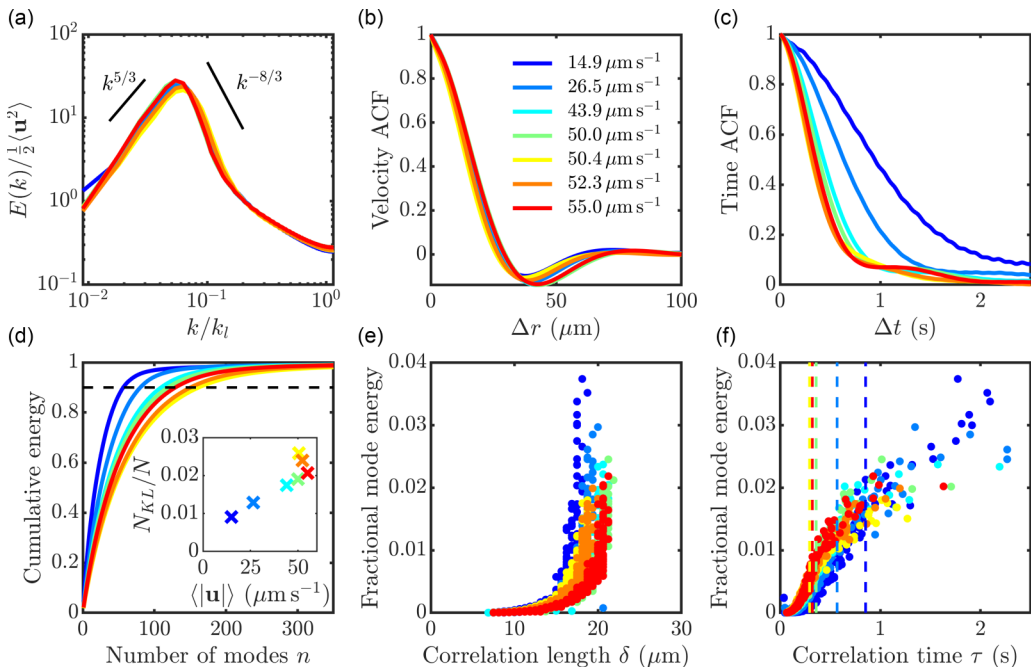 (a)
(b)
(c)
10^2
10^1
10^0
10^{-1}
E(k)/\frac{1}{2}⟨u^2⟩
k^{5/3}
k^{-8/3}
10^{-2}
10^{-1}
10^0
k/k_l
1
0.8
0.6
0.4
0.2
0
Velocity ACF
14.9 μm s^{-1}
26.5 μm s^{-1}
43.9 μm s^{-1}
50.0 μm s^{-1}
50.4 μm s^{-1}
52.3 μm s^{-1}
55.0 μm s^{-1}
0
50
100
Δr (μm)
1
0.8
0.6
0.4
0.2
0
Time ACF
0
1
2
Δt (s)
(d)
(e)
(f)
1
0.8
0.6
0.4
0.2
0
Cumulative energy
0.03
0.02
0.01
0
N_{KL}/N
0
25
50
⟨|u|⟩ (μm s^{-1})
0
100
200
300
Number of modes n
0.04
0.03
0.02
0.01
0
Fractional mode energy
0
10
20
30
Correlation length δ (μm)
0.04
0.03
0.02
0.01
0
Fractional mode energy
0
1
2
Correlation time τ (s)